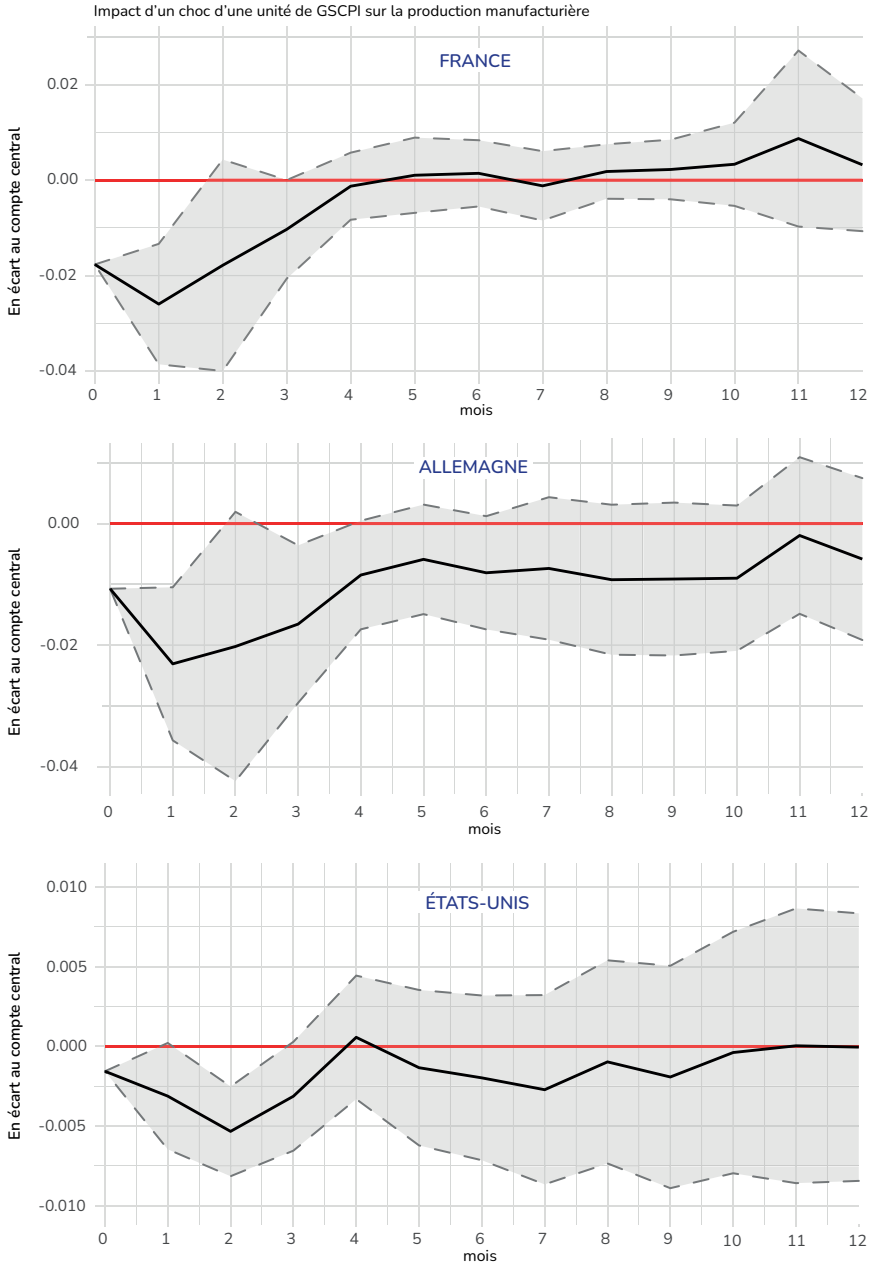 Impact d’un choc d’une unité de GSCPI sur la production manufacturière
FRANCE
En écart au compte central
0.02
0.00
-0.02
-0.04
0 1 2 3 4 5 6 7 8 9 10 11 12
mois
ALLEMAGNE
En écart au compte central
0.00
-0.02
-0.04
0 1 2 3 4 5 6 7 8 9 10 11 12
mois
ÉTATS-UNIS
En écart au compte central
0.010
0.005
0.000
-0.005
-0.010
0 1 2 3 4 5 6 7 8 9 10 11 12
mois